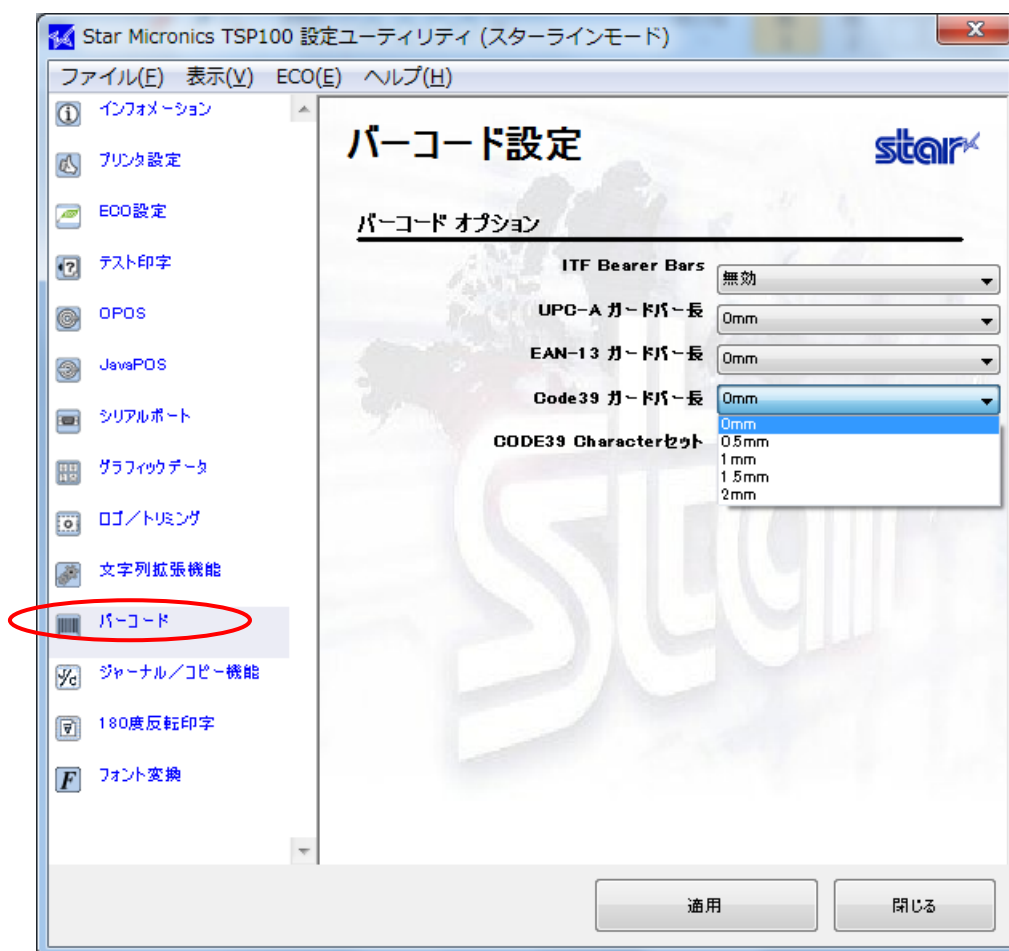 Star Micronics TSP100 設定ユーティリティ (スターラインモード)
ファイル(F) 表示(V) ECO(E) ヘルプ(H)
インフォメーション
プリンタ設定
ECO設定
テスト印字
OPOS
JavaPOS
シリアルポート
グラフィックデータ
ロゴ/トリミング
文字列拡張機能
バーコード
ジャーナル/コピー機能
180度反転印字
フォント変換
バーコード設定
star
バーコード オプション
ITF Bearer Bars 無効
UPC-A ガードバー長 0mm
EAN-13 ガードバー長 0mm
Code39 ガードバー長 0mm
CODE39 Characterセット
0mm
0.5mm
1mm
1.5mm
2mm
適用 閉じる